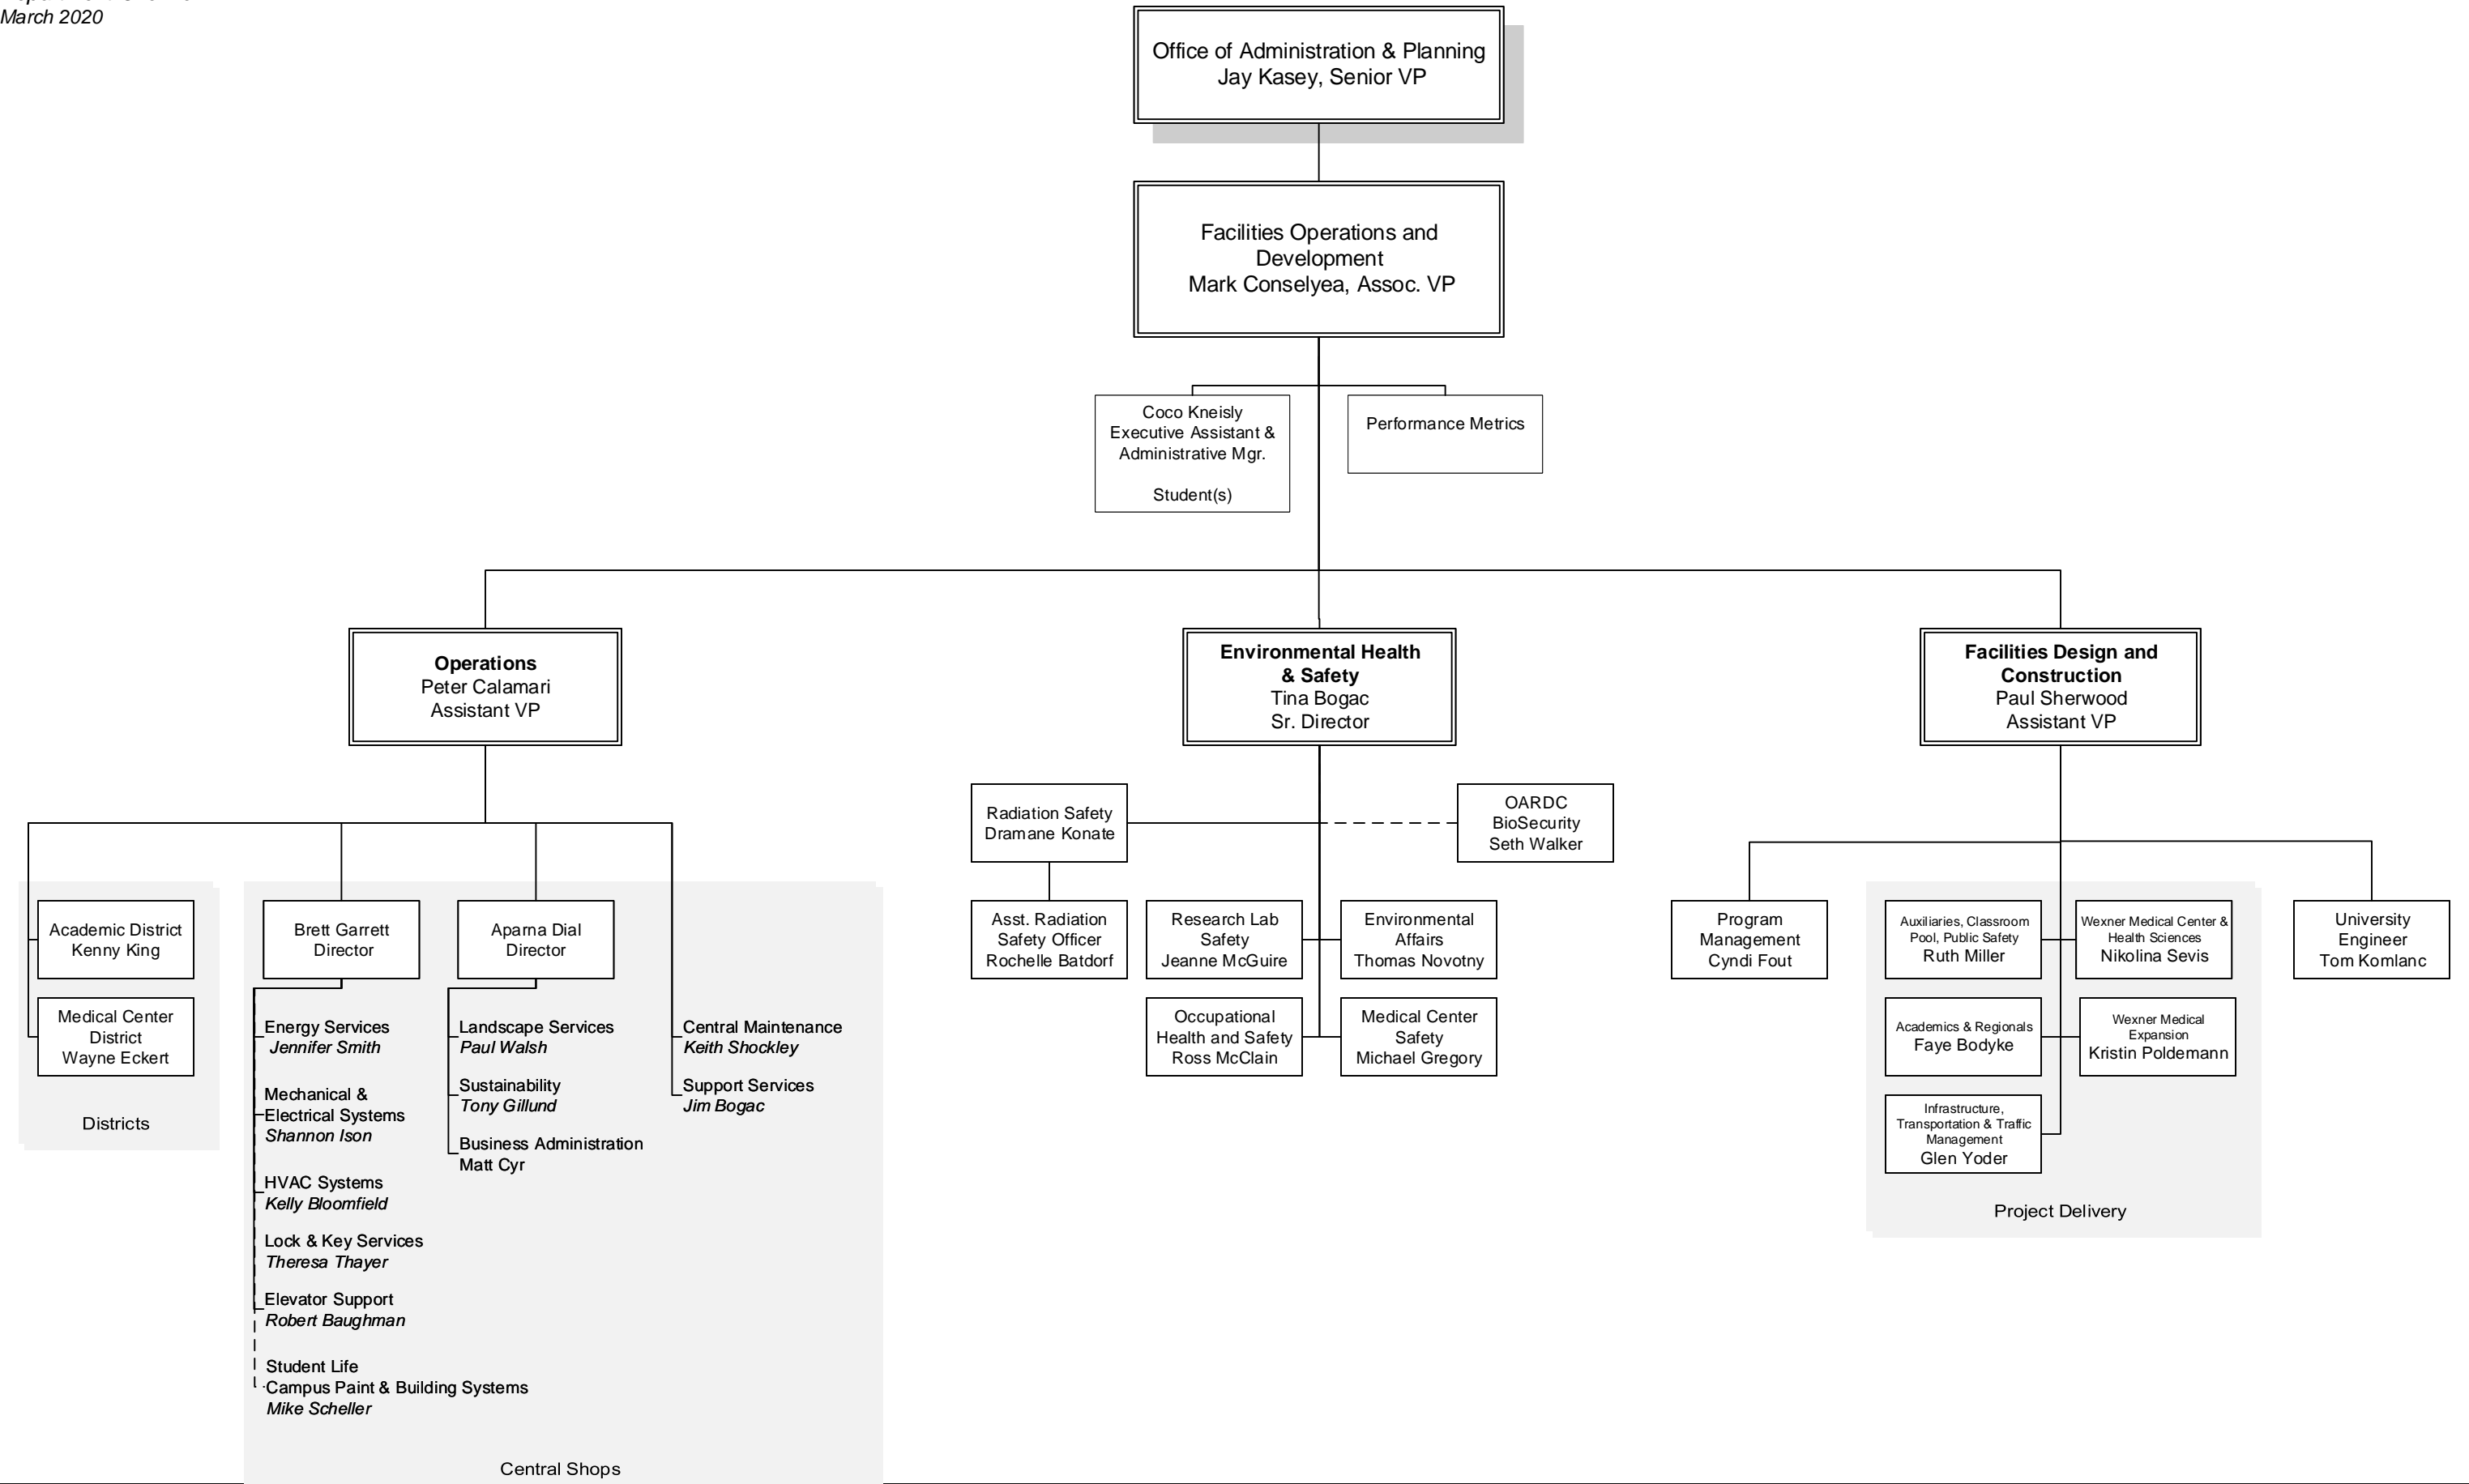 March 2020
Office of Administration & Planning
Jay Kasey, Senior VP
Facilities Operations and
Development
Mark Conselyea, Assoc. VP
Coco Kneisly
Executive Assistant &
Administrative Mgr.
Student(s)
Performance Metrics
Operations
Peter Calamari
Assistant VP
Environmental Health
& Safety
Tina Bogac
Sr. Director
Facilities Design and
Construction
Paul Sherwood
Assistant VP
Academic District
Kenny King
Medical Center
District
Wayne Eckert
Districts
Brett Garrett
Director
Energy Services
Jennifer Smith
Mechanical &
Electrical Systems
Shannon Ison
HVAC Systems
Kelly Bloomfield
Lock & Key Services
Theresa Thayer
Elevator Support
Robert Baughman
Student Life
Campus Paint & Building Systems
Mike Scheller
Aparna Dial
Director
Landscape Services
Paul Walsh
Sustainability
Tony Gillund
Business Administration
Matt Cyr
Central Maintenance
Keith Shockley
Support Services
Jim Bogac
Central Shops
Radiation Safety
Dramane Konate
OARDC
BioSecurity
Seth Walker
Asst. Radiation
Safety Officer
Rochelle Batdorf
Research Lab
Safety
Jeanne McGuire
Environmental
Affairs
Thomas Novotny
Occupational
Health and Safety
Ross McClain
Medical Center
Safety
Michael Gregory
Program
Management
Cyndi Fout
Auxiliaries, Classroom
Pool, Public Safety
Ruth Miller
Wexner Medical Center &
Health Sciences
Nikolina Sevis
Academics & Regionals
Faye Bodyke
Wexner Medical
Expansion
Kristin Poldemann
Infrastructure,
Transportation & Traffic
Management
Glen Yoder
Project Delivery
University
Engineer
Tom Komlanc